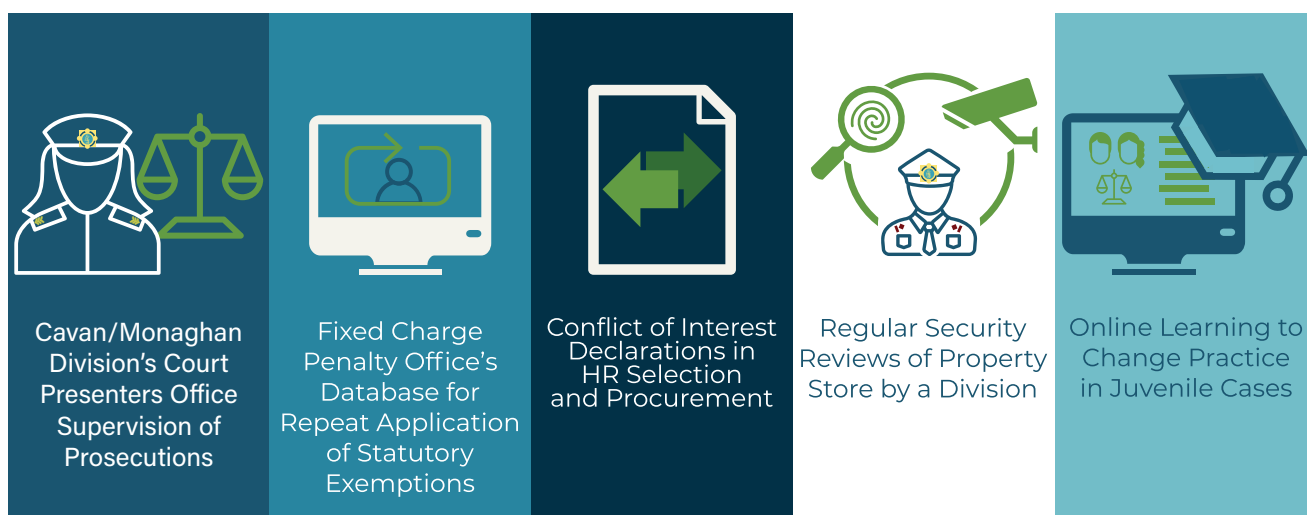 Cavan/Monaghan
Division's Court
Presenters Office
Supervision of
Prosecutions
Fixed Charge
Penalty Office's
Database for
Repeat Application
of Statutory
Exemptions
Conflict of Interest
Declarations in
HR Selection
and Procurement
Regular Security
Reviews of Property
Store by a Division
Online Learning to
Change Practice
in Juvenile Cases